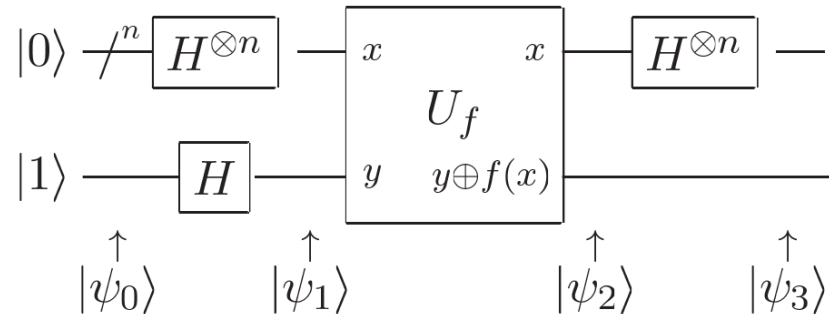 |0⟩ n H^{⊗n} x x H^{⊗n}
U_f
|1⟩ H y y⊕f(x)
↑ ↑ ↑ ↑
|ψ₀⟩ |ψ₁⟩ |ψ₂⟩ |ψ₃⟩